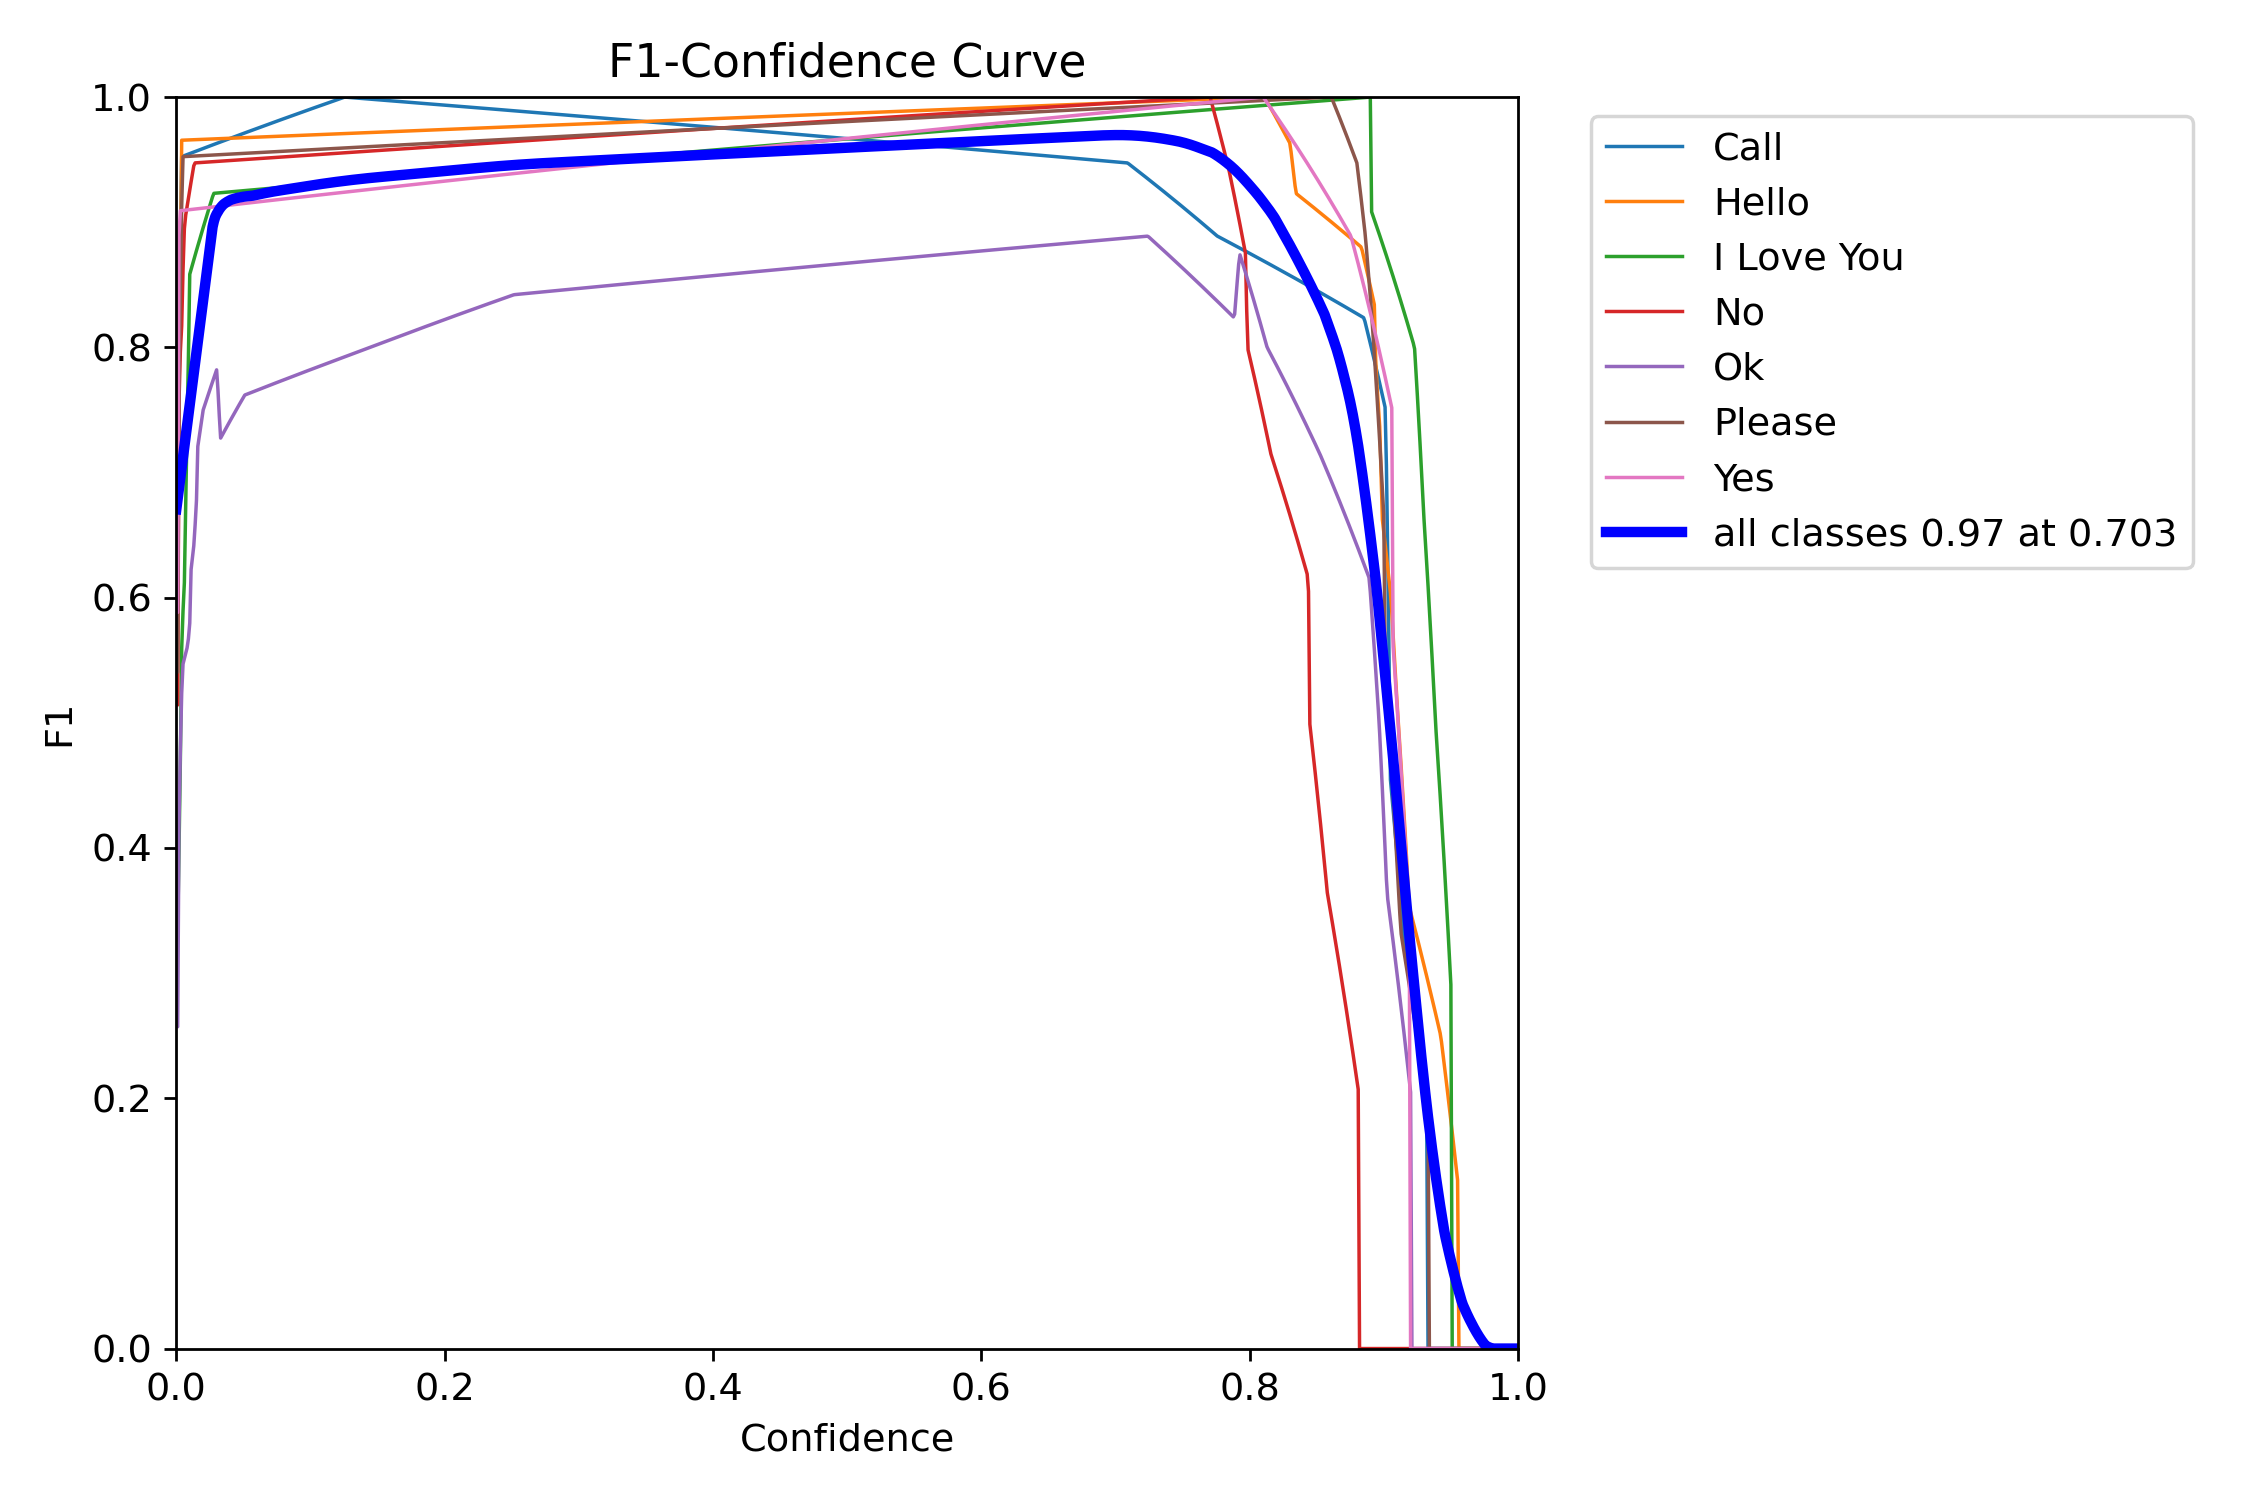 F1-Confidence Curve
1.0
0.8
0.6
0.4
0.2
0.0
F1
0.0 0.2 0.4 0.6 0.8 1.0
Confidence
Call
Hello
I Love You
No
Ok
Please
Yes
all classes 0.97 at 0.703